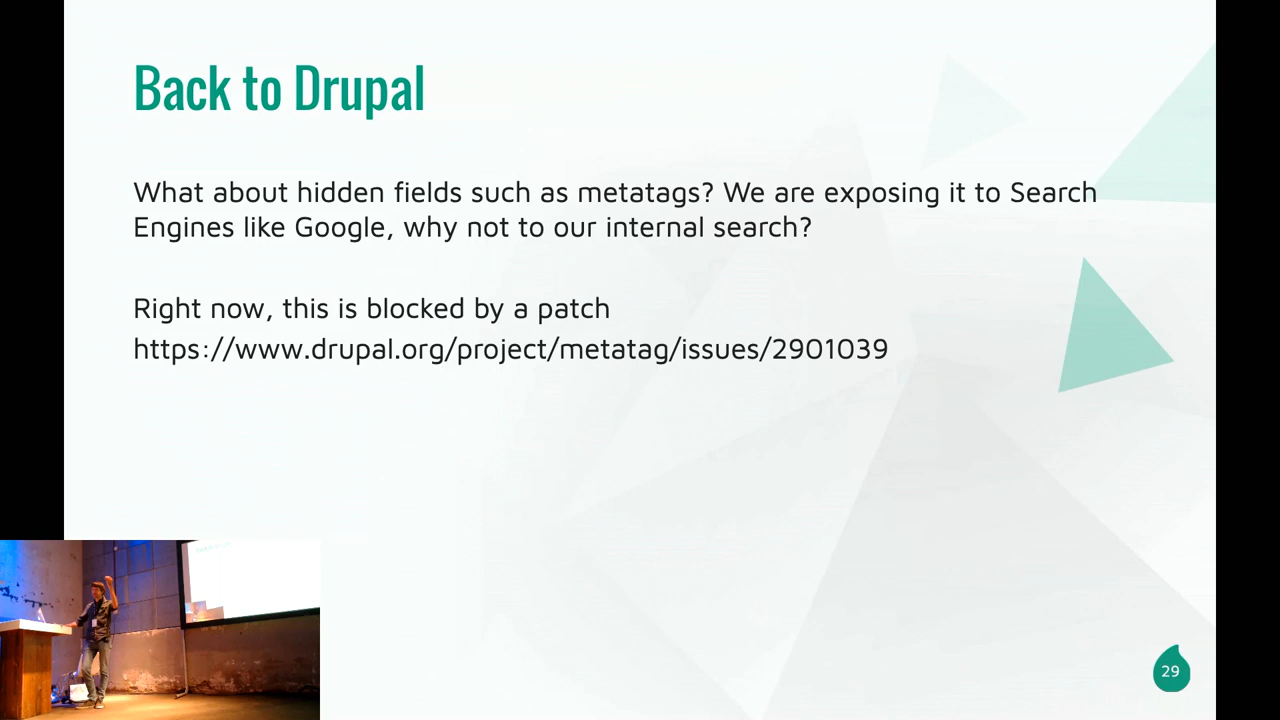 Back to Drupal
What about hidden fields such as metatags? We are exposing it to Search
Engines like Google, why not to our internal search?
Right now, this is blocked by a patch
https://www.drupal.org/project/metatag/issues/2901039
29